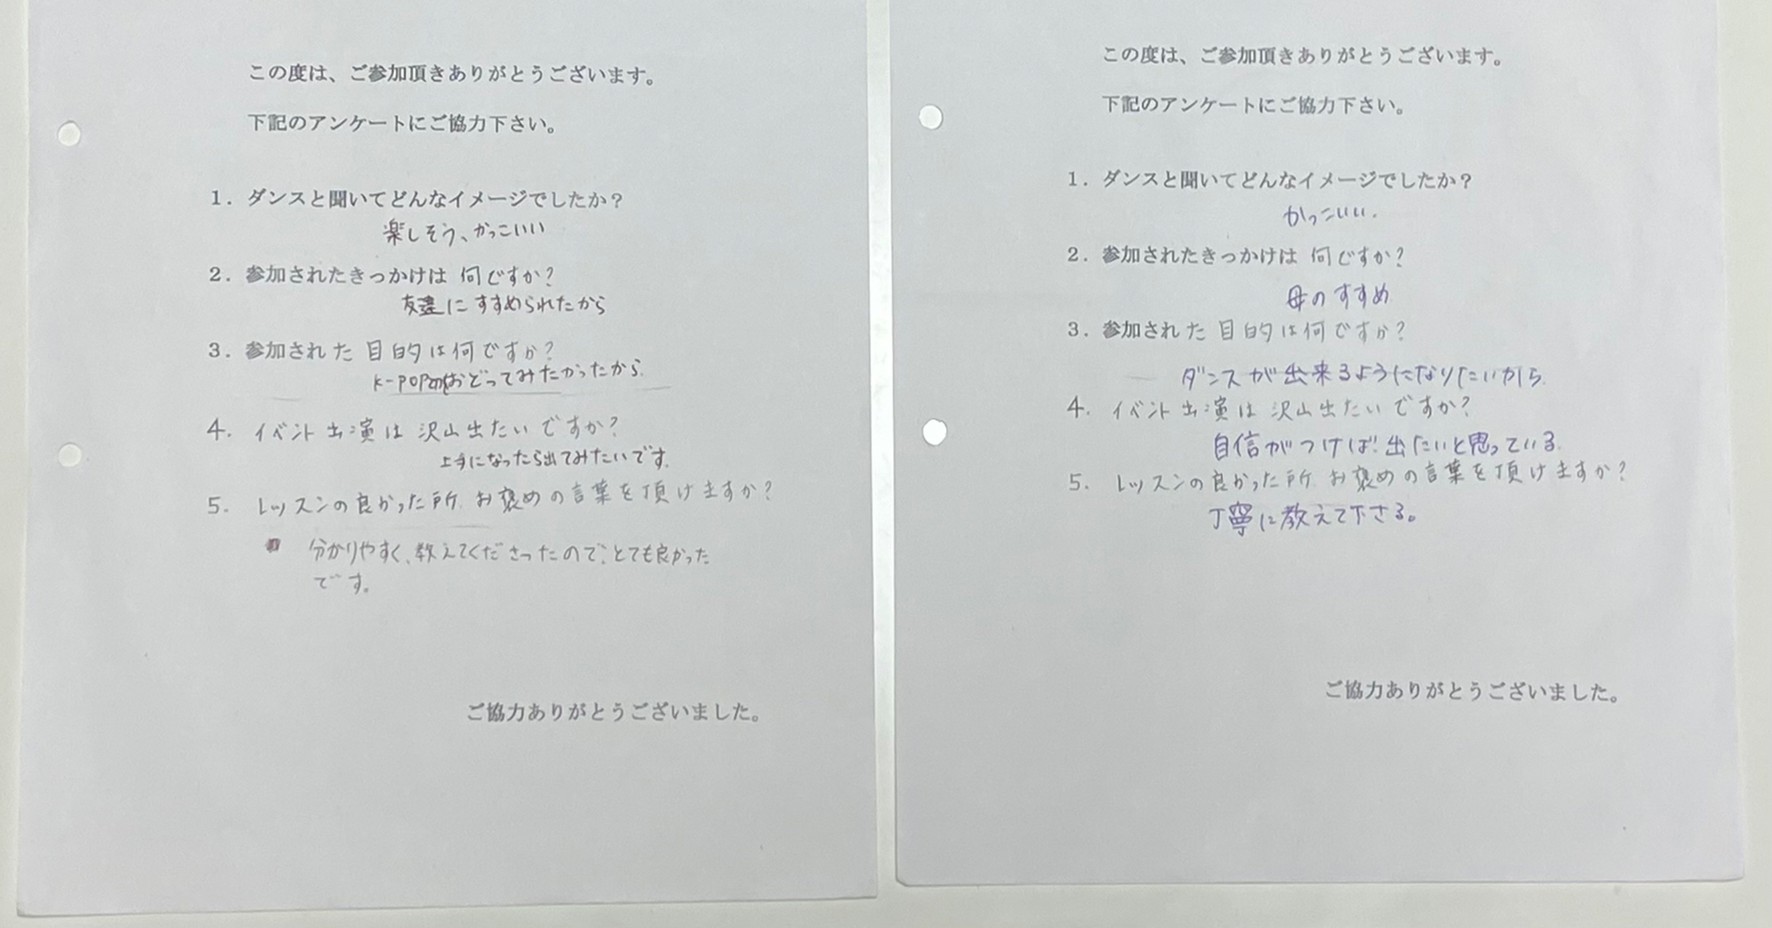 この度は、ご参加頂きありがとうございます。
下記のアンケートにご協力下さい。
1. ダンスと聞いてどんなイメージでしたか？
楽しそう、かっこいい
2. 参加されたきっかけは 何ですか？
友達に すすめられたから
3. 参加された 目的は何ですか？
K-POPのおどってみたかったから
4. イベント出演は 沢山出たいですか？
上手になったら出てみたいです。
5. レッスンの良かった所、お褒めの言葉を頂けますか？
分かりやすく、教えてくださったので、とても良かった
です。
ご協力ありがとうございました。
この度は、ご参加頂きありがとうございます。
下記のアンケートにご協力下さい。
1. ダンスと聞いてどんなイメージでしたか？
かっこいい.
2. 参加されたきっかけは 何ですか？
母のすすめ
3. 参加された 目的は何ですか？
ダンスが出来るようになりたいから.
4. イベント出演は 沢山出たいですか？
自信がつけば出たいと思っている.
5. レッスンの良かった所、お褒めの言葉を頂けますか？
丁寧に教えて下さる。
ご協力ありがとうございました。